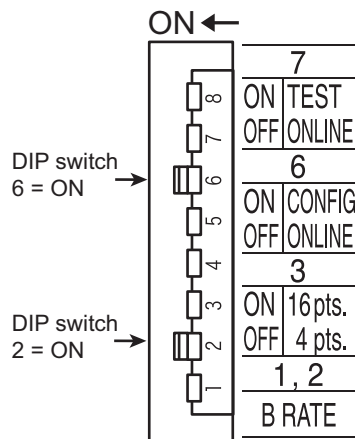 ON
DIP switch
6 = ON
DIP switch
2 = ON
8
7
6
5
4
3
2
1
7
ON TEST
OFF ONLINE
6
ON CONFIG
OFF ONLINE
3
ON 16 pts.
OFF 4 pts.
1, 2
B RATE